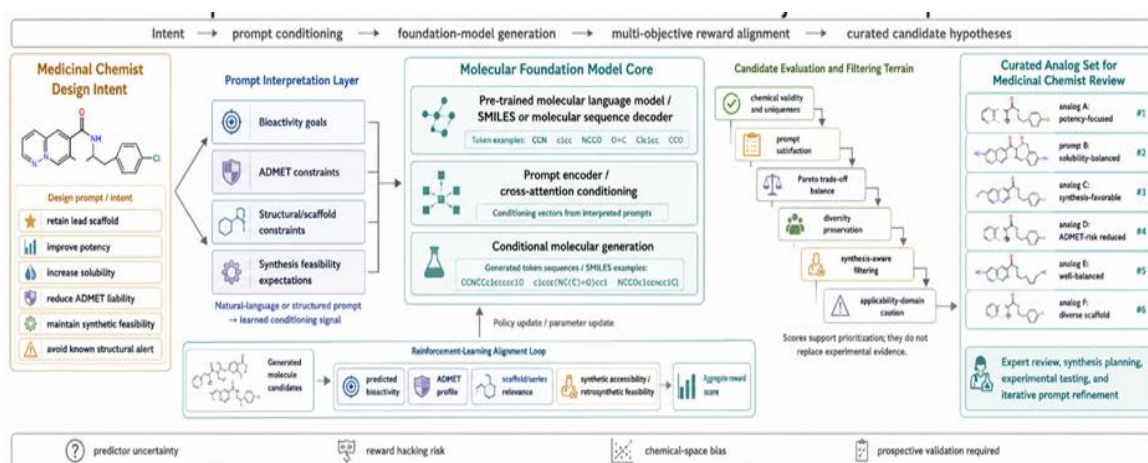 Intent → prompt conditioning → foundation-model generation → multi-objective reward alignment → curated candidate hypotheses
Medicinal Chemist
Design Intent
O
NH
N
N
Cl
Design prompt / intent
retain lead scaffold
improve potency
increase solubility
reduce ADMET liability
maintain synthetic feasibility
avoid known structural alert
Prompt Interpretation Layer
Bioactivity goals
ADMET constraints
Structural/scaffold
constraints
Synthesis feasibility
expectations
Natural-language or structured prompt
→ learned conditioning signal
Molecular Foundation Model Core
Pre-trained molecular language model /
SMILES or molecular sequence decoder
Token examples: CCN c1cc NCCO CCO
Prompt encoder /
cross-attention conditioning
Conditioning vectors from interpreted prompts
Conditional molecular generation
Generated token sequences / SMILES examples:
Policy update / parameter update
Reinforcement-Learning Alignment Loop
Generated
molecule
candidates
predicted
bioactivity
ADMET
profile
scaffold/series
relevance
synthetic accessibility /
retrosynthetic feasibility
Aggregate reward
score
Candidate Evaluation and Filtering Terrain
chemical validity
and uniqueness
prompt
satisfaction
Pareto trade-off
balance
diversity
preservation
synthesis-aware
filtering
applicability-domain
caution
Scores support prioritization; they do
not replace experimental evidence.
Curated Analog Set for
Medicinal Chemist Review
analog A:
potency-focused
#1
prompt B:
solubility-balanced
#2
analog C:
synthesis-favorable
#3
analog D:
ADMET-risk reduced
#4
analog E:
well-balanced
#5
analog F:
diverse scaffold
#6
Expert review, synthesis planning,
experimental testing, and
iterative prompt refinement
predictor uncertainty
reward hacking risk
chemical-space bias
prospective validation required